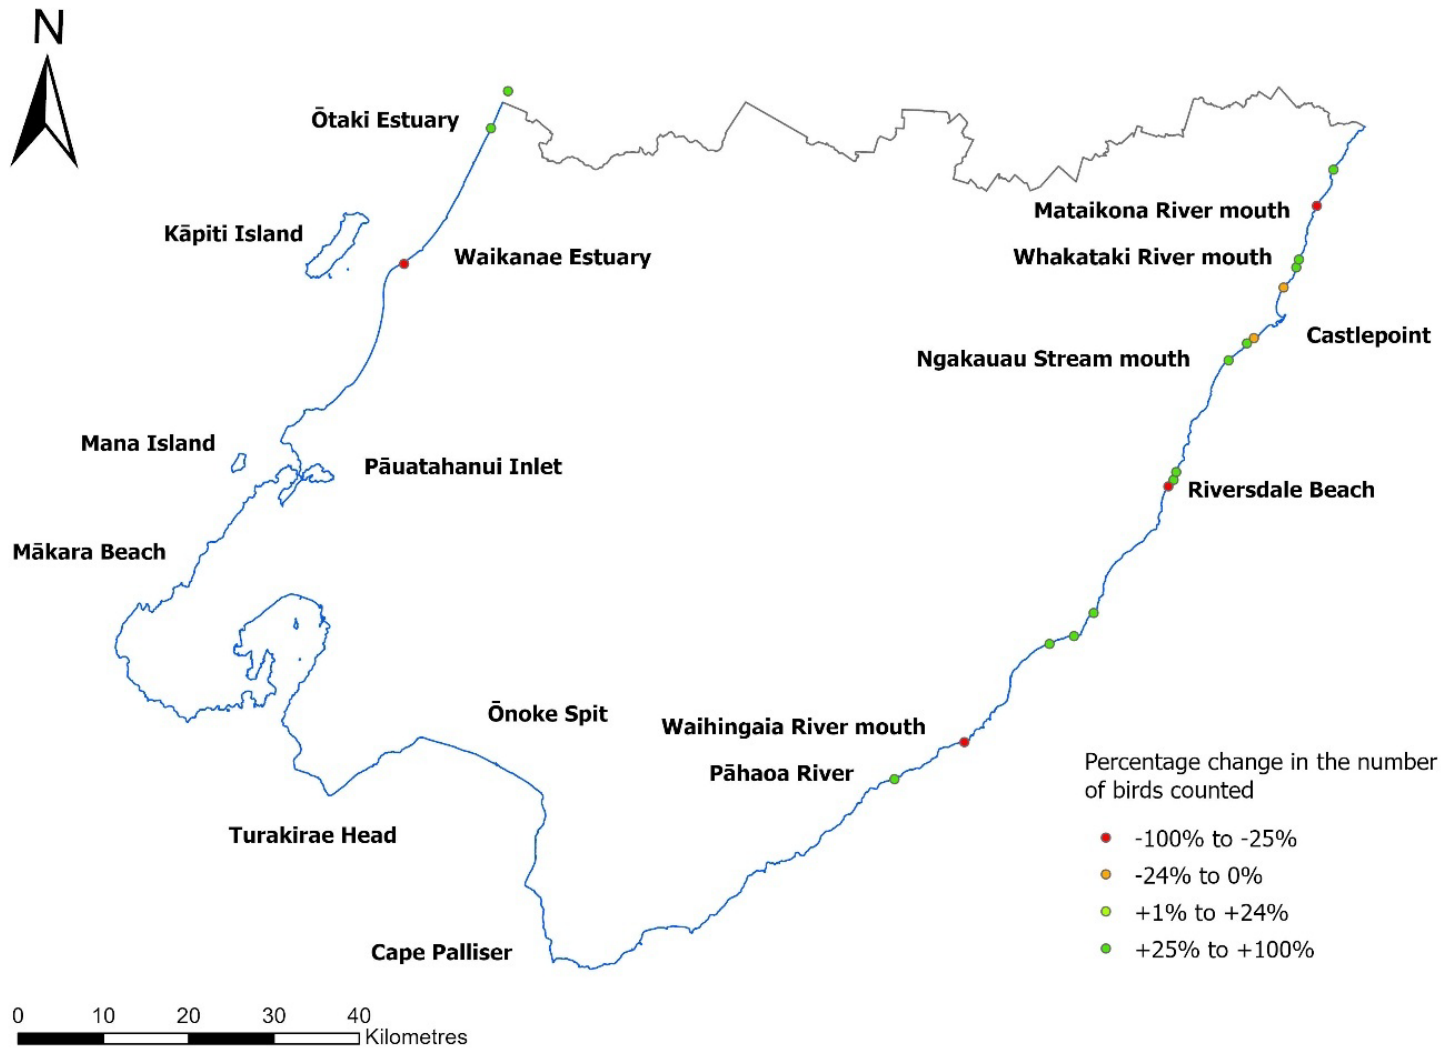 N
Ōtaki Estuary
Kāpiti Island
Mataikona River mouth
Waikanae Estuary
Whakataki River mouth
Castlepoint
Ngakauau Stream mouth
Mana Island
Pāuatahanui Inlet
Riversdale Beach
Mākara Beach
Ōnoke Spit
Waihingaia River mouth
Pāhaoa River
Turakirae Head
Cape Palliser
Percentage change in the number
of birds counted
-100% to -25%
-24% to 0%
+1% to +24%
+25% to +100%
0 10 20 30 40
Kilometres